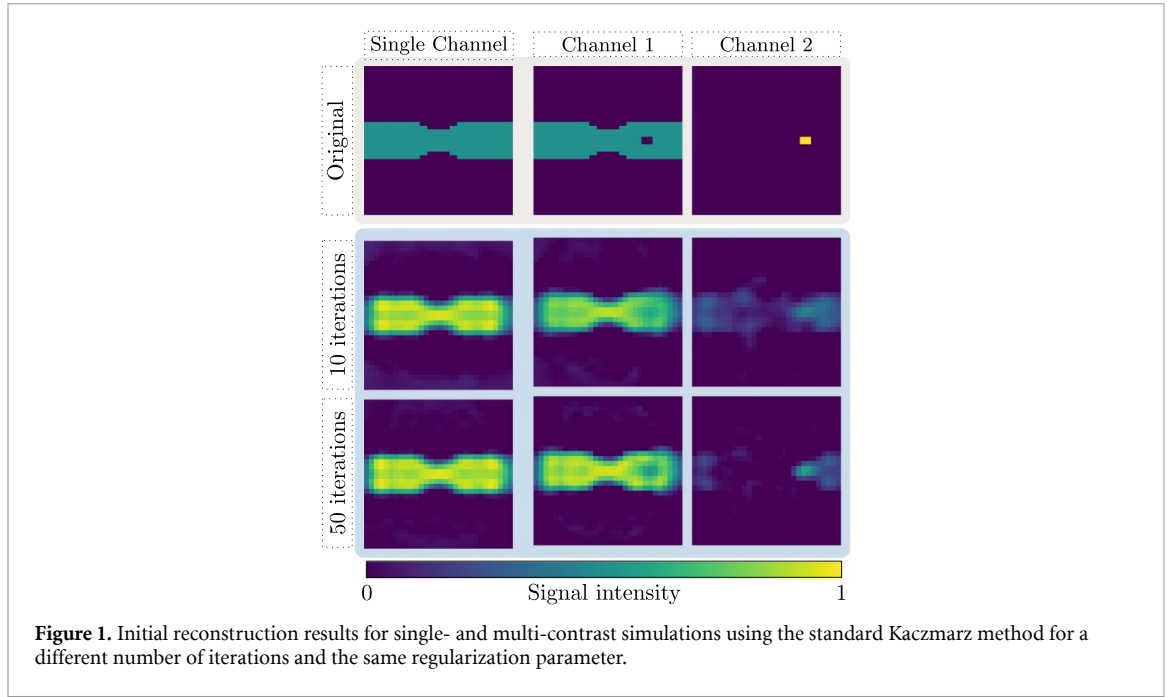 Single Channel
Channel 1
Channel 2
Original
10 iterations
50 iterations
0
Signal intensity
1
Figure 1. Initial reconstruction results for single- and multi-contrast simulations using the standard Kaczmarz method for a
different number of iterations and the same regularization parameter.